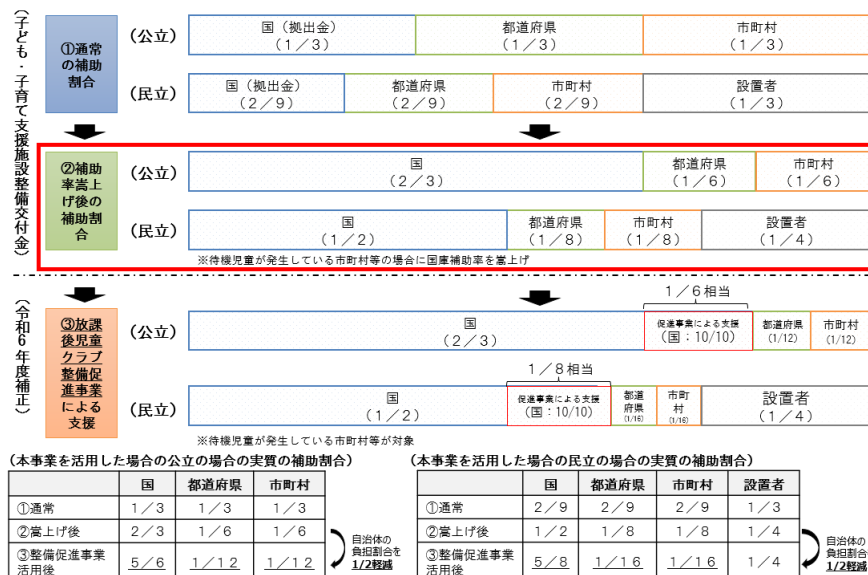 （子ども・子育て支援施設整備交付金）
①通常
の補助
割合
（公立）
国（拠出金）
（１／３）
都道府県
（１／３）
市町村
（１／３）
（民立）
国（拠出金）
（２／９）
都道府県
（２／９）
市町村
（２／９）
設置者
（１／３）
②補助
率嵩上
げ後の
補助割
合
（公立）
国
（２／３）
都道府県
（１／６）
市町村
（１／６）
（民立）
国
（１／２）
都道府県
（１／８）
市町村
（１／８）
設置者
（１／４）
※待機児童が発生している市町村等の場合に国庫補助率を嵩上げ
（令和６年度補正）
③放課
後児童
クラブ
整備促
進事業
による
支援
１／６相当
（公立）
国
（２／３）
促進事業による支援
（国：10/10）
都道府県
（1/12）
市町村
（1/12）
１／８相当
（民立）
国
（１／２）
促進事業による支援
（国：10/10）
都道
府県
（1/16）
市町
村
（1/16）
設置者
（１／４）
※待機児童が発生している市町村等が対象
（本事業を活用した場合の公立の場合の実質の補助割合）
国 都道府県 市町村
①通常 １／３ １／３ １／３
②嵩上げ後 ２／３ １／６ １／６
③整備促進事業
活用後 ５／６ １／１２ １／１２
自治体の
負担割合を
1/2軽減
（本事業を活用した場合の民立の場合の実質の補助割合）
国 都道府県 市町村 設置者
①通常 ２／９ ２／９ ２／９ １／３
②嵩上げ後 １／２ １／８ １／８ １／４
③整備促進事業
活用後 ５／８ １／１６ １／１６ １／４
自治体の
負担割合を
1/2軽減